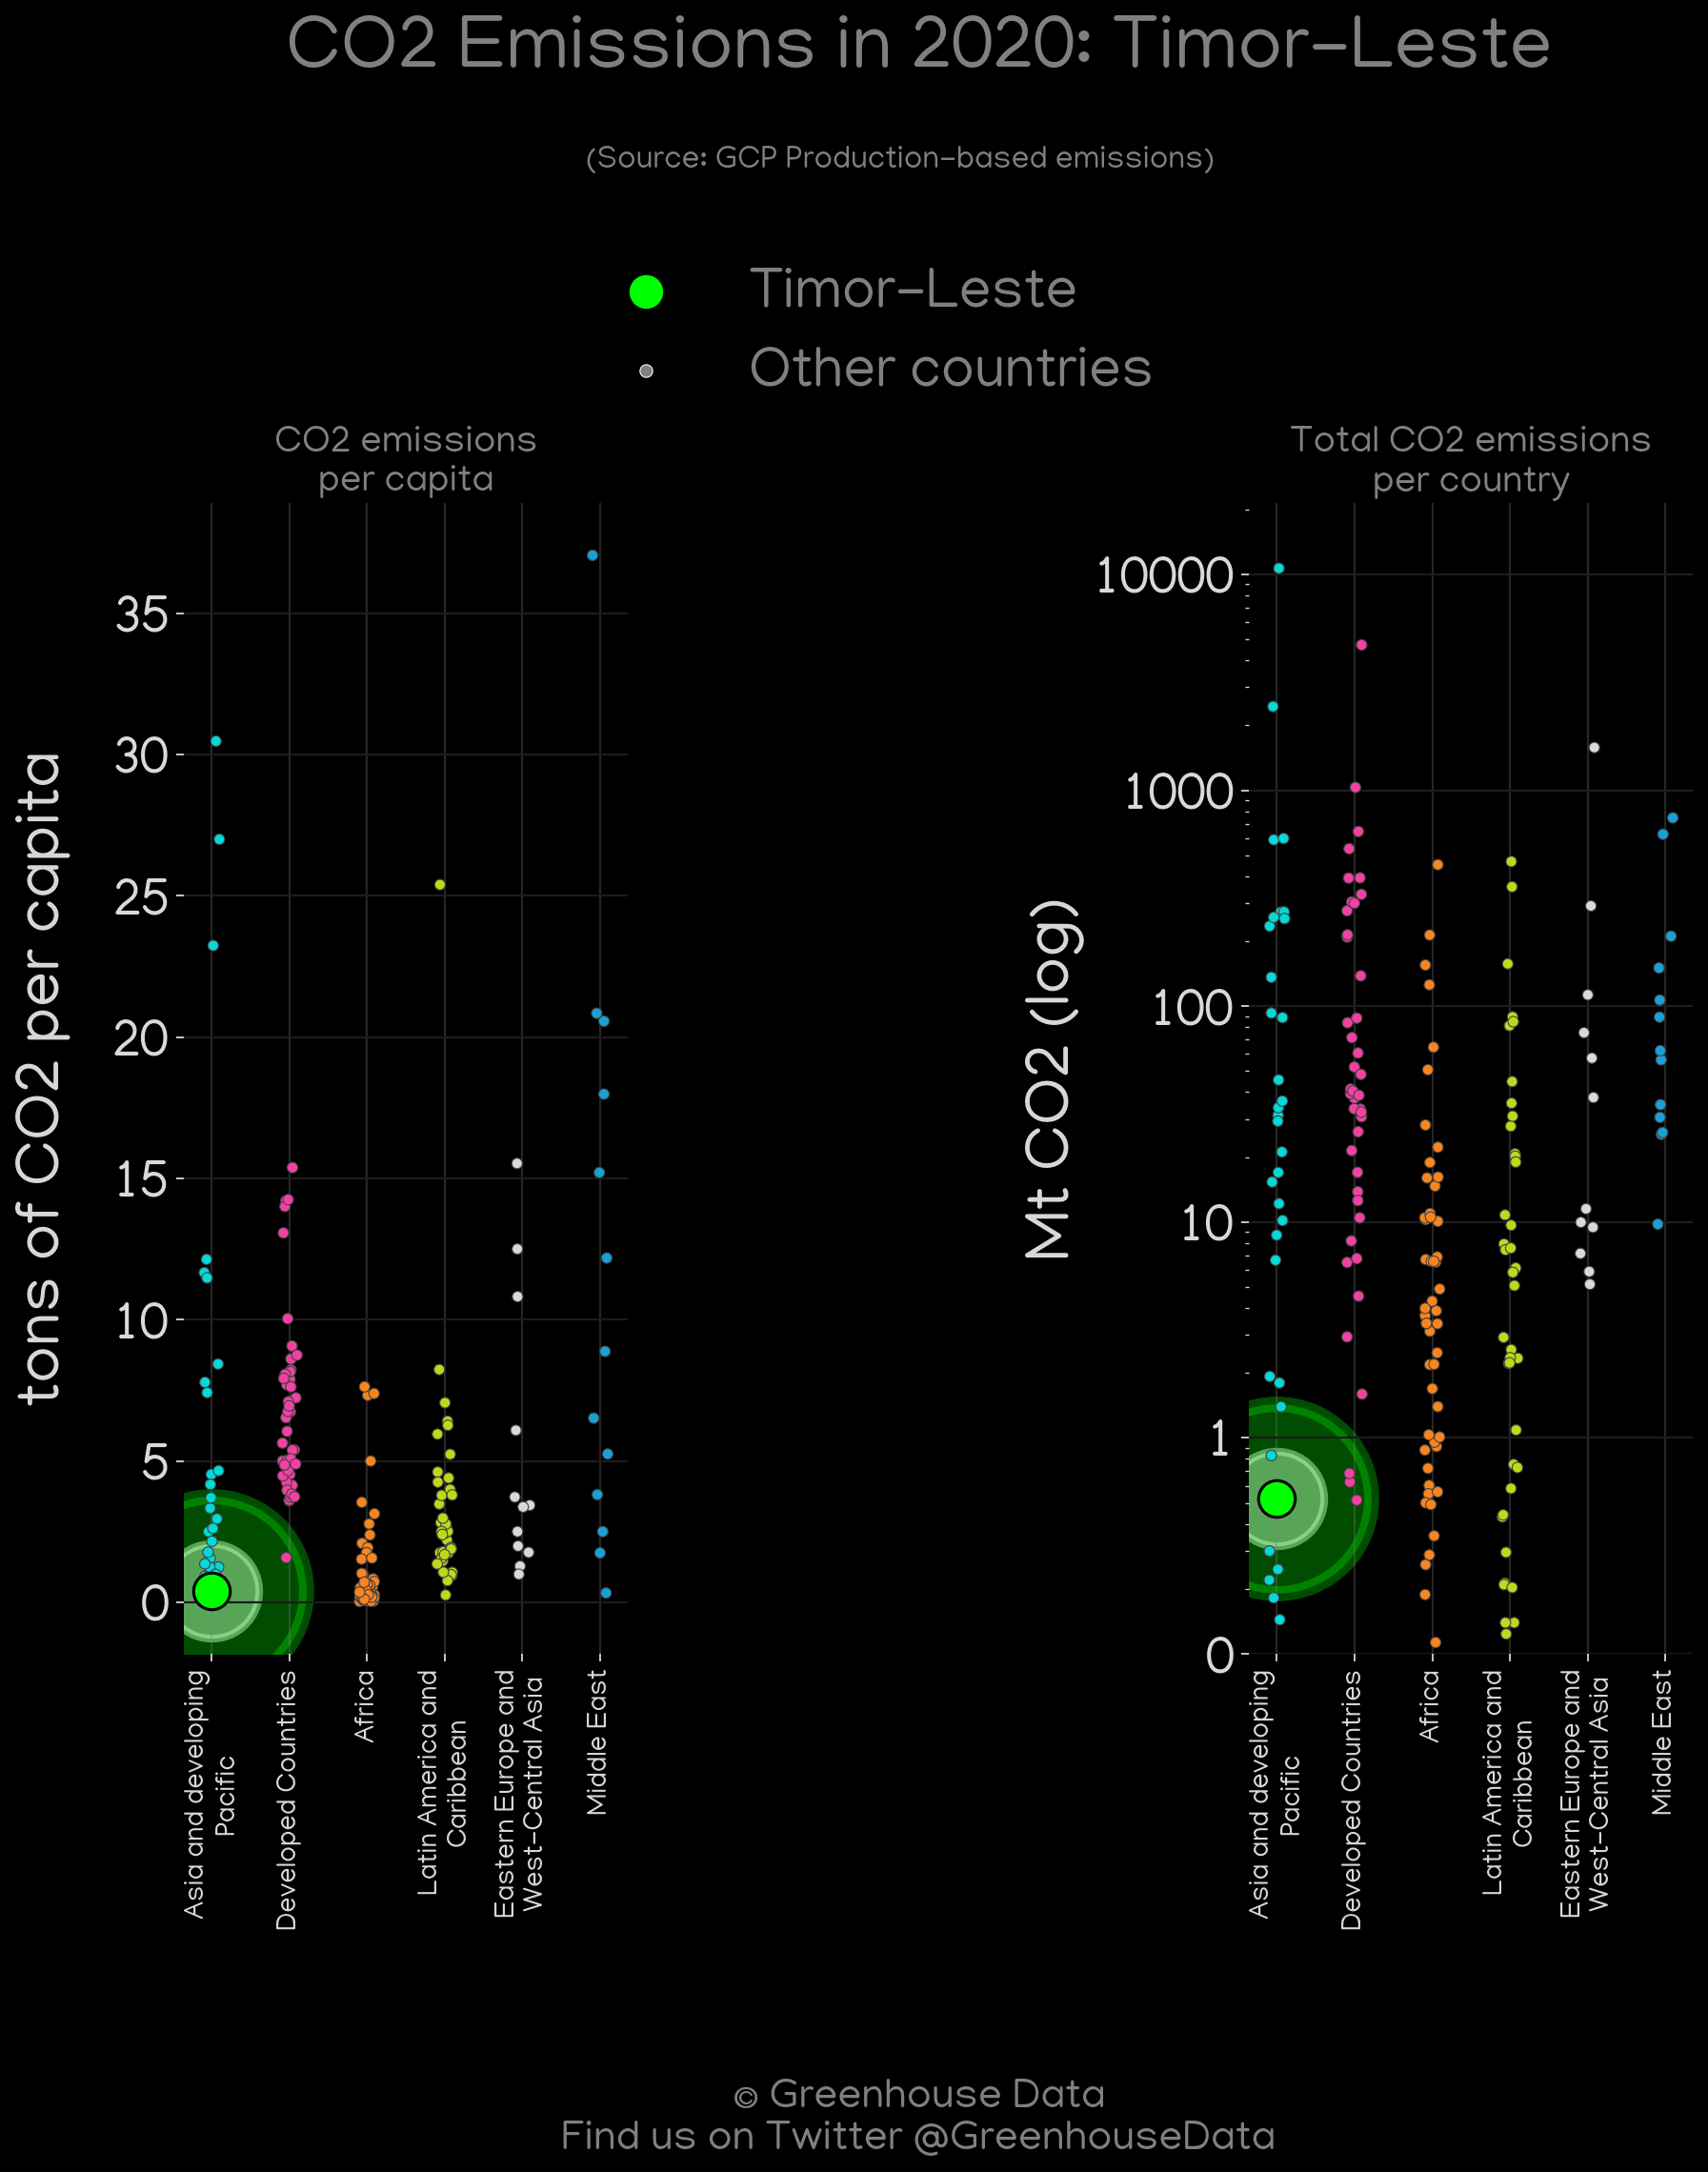 CO2 Emissions in 2020: Timor-Leste
(Source: GCP Production-based emissions)
Timor-Leste
Other countries
CO2 emissions
per capita
tons of CO2 per capita
35
30
25
20
15
10
5
0
Asia and developing
Pacific
Developed Countries
Africa
Latin America and
Caribbean
Eastern Europe and
West-Central Asia
Middle East
Total CO2 emissions
per country
Mt CO2 (log)
10000
1000
100
10
1
0
Asia and developing
Pacific
Developed Countries
Africa
Latin America and
Caribbean
Eastern Europe and
West-Central Asia
Middle East
© Greenhouse Data
Find us on Twitter @GreenhouseData